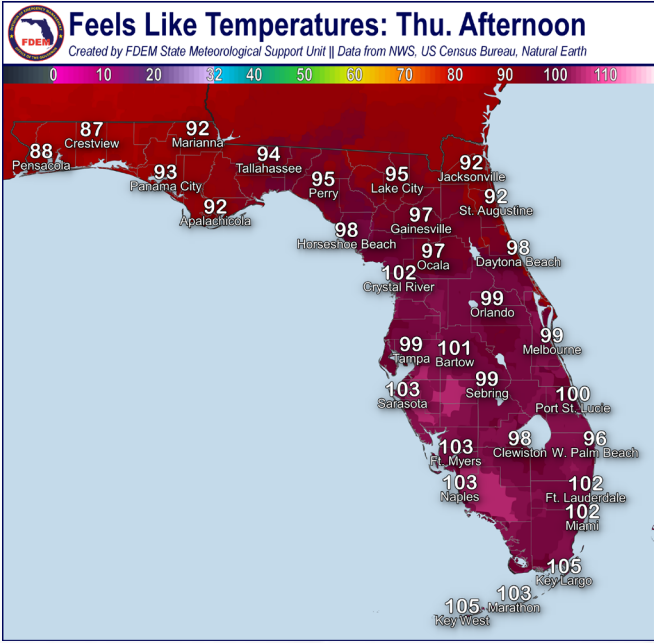 Feels Like Temperatures: Thu. Afternoon
FDEM
Created by FDEM State Meteorological Support Unit || Data from NWS, US Census Bureau, Natural Earth
0 10 20 32 40 50 60 70 80 90 100 110
87
Crestview
92
Marianna
88
Pensacola
93
Panama City
94
Tallahassee
92
Apalachicola
95
Perry
95
Lake City
92
Jacksonville
92
St. Augustine
97
Gainesville
98
Horseshoe Beach
97
Ocala
98
Daytona Beach
102
Crystal River
99
Orlando
99
Tampa
101
Bartow
99
Melbourne
103
Sarasota
99
Sebring
100
Port St. Lucie
103
Ft. Myers
98
Clewiston
96
W. Palm Beach
103
Naples
102
Ft. Lauderdale
102
Miami
105
Key Largo
103
Marathon
105
Key West